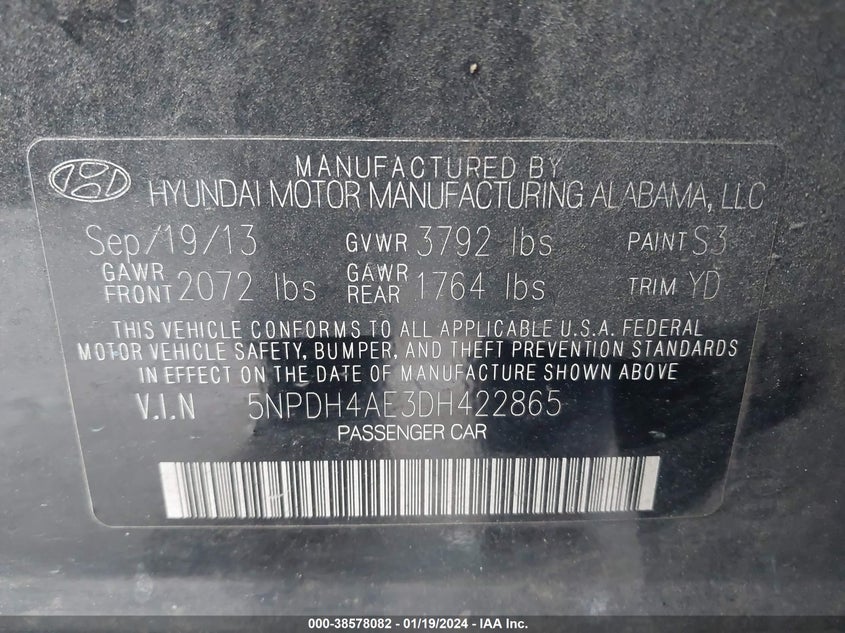 MANUFACTURED BY
HYUNDAI MOTOR MANUFACTURING ALABAMA, LLC
Sep/19/13 GVWR 3792 lbs PAINT S3
GAWR FRONT 2072 lbs GAWR REAR 1764 lbs TRIM YD
THIS VEHICLE CONFORMS TO ALL APPLICABLE U.S.A. FEDERAL
MOTOR VEHICLE SAFETY, BUMPER, AND THEFT PREVENTION STANDARDS
IN EFFECT ON THE DATE OF MANUFACTURE SHOWN ABOVE
V.I.N 5NPDH4AE3DH422865
PASSENGER CAR
000-38578082 - 01/19/2024 - IAA Inc.